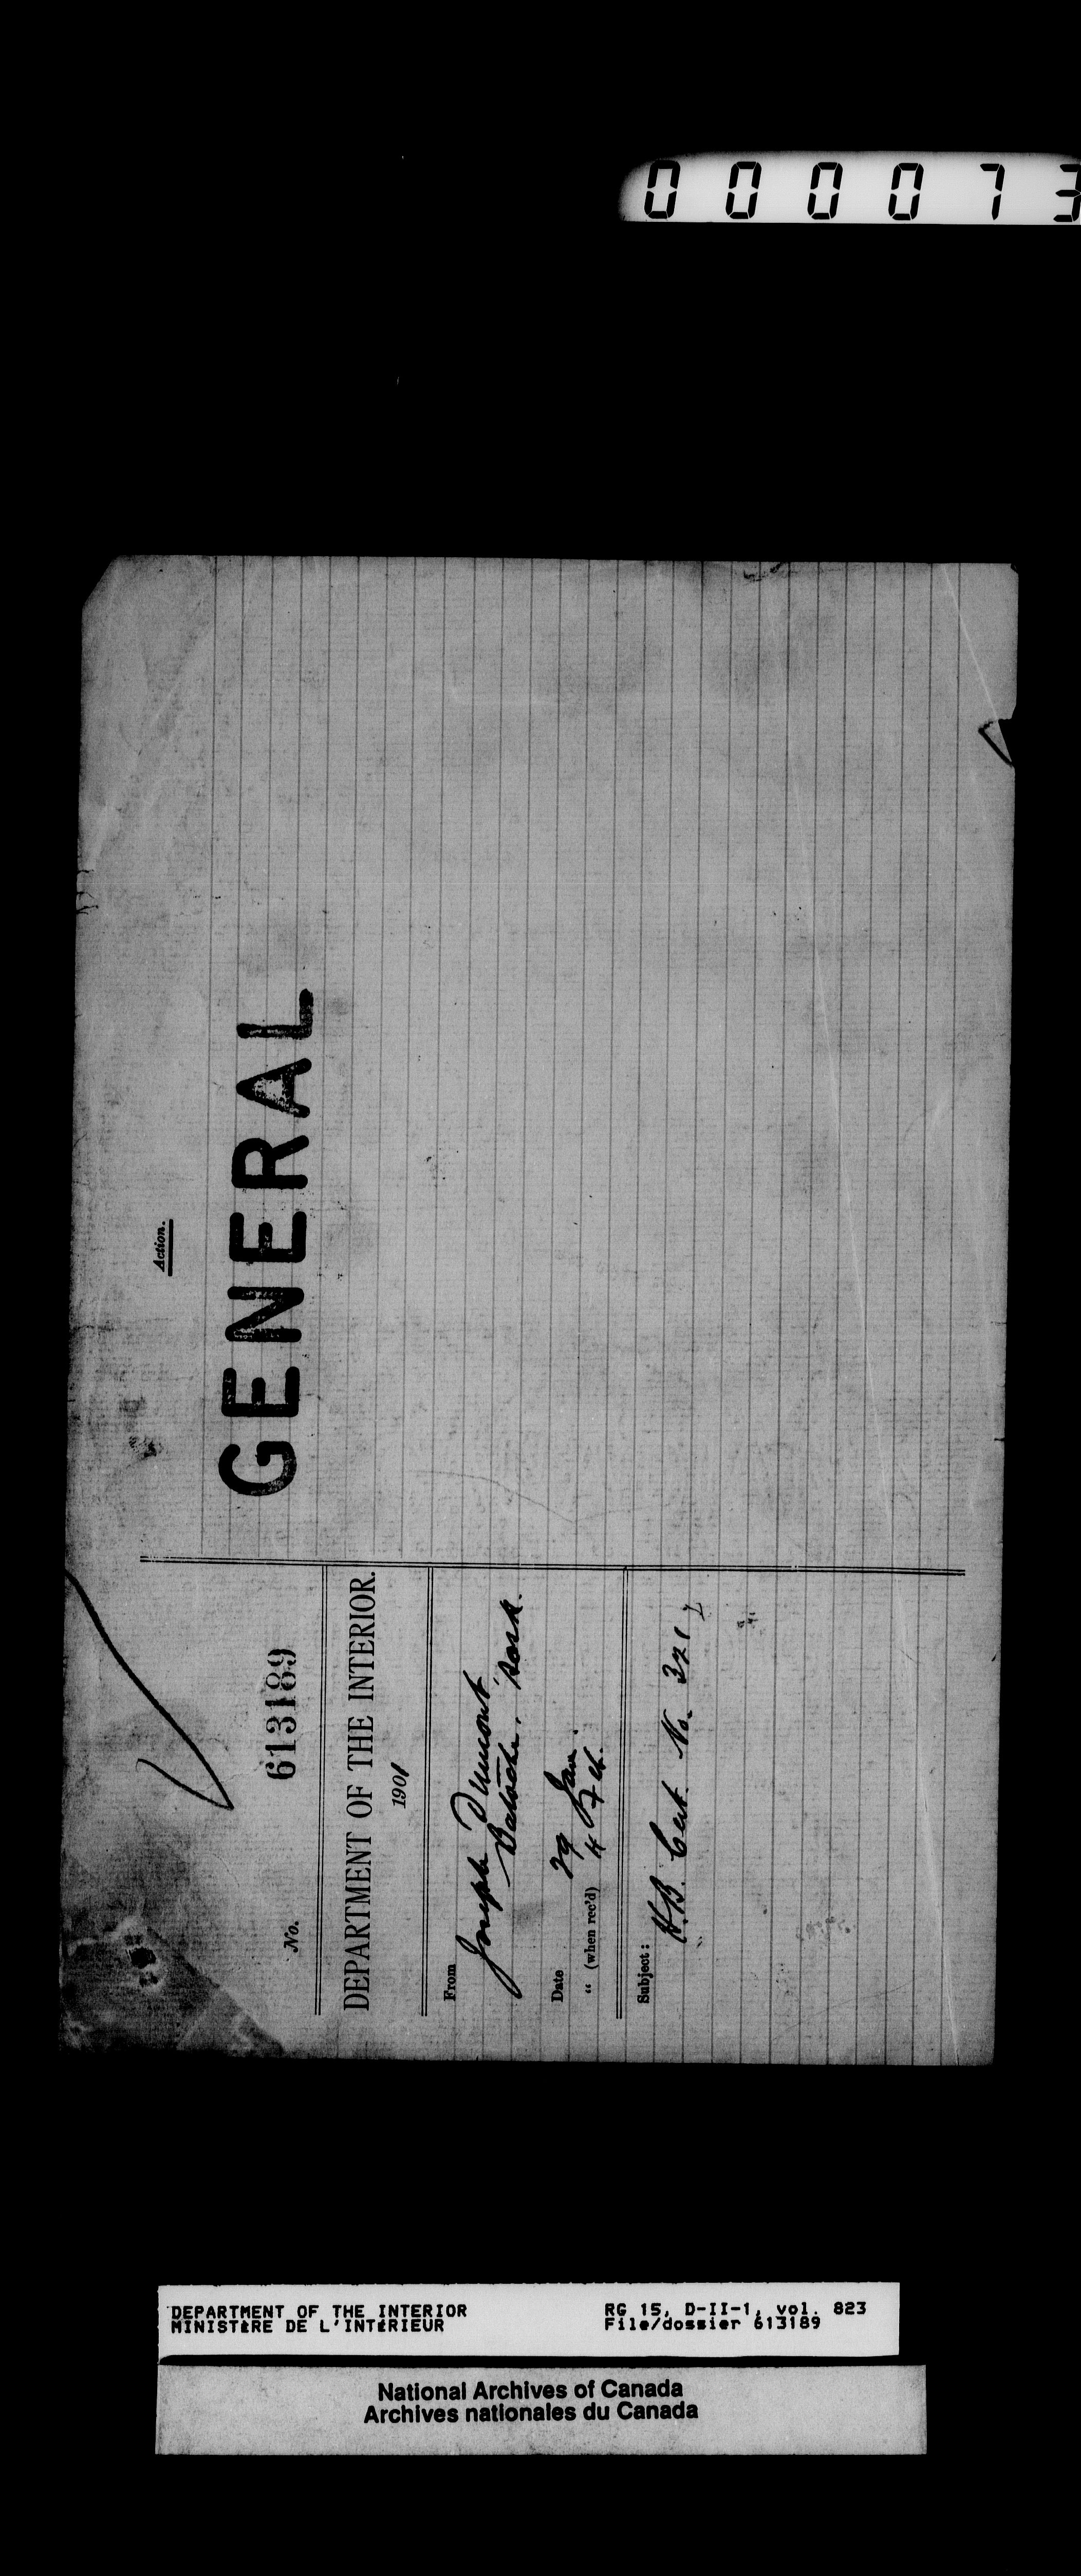 000073
Action.
GENERAL
No. 613189
DEPARTMENT OF THE INTERIOR.
1901
From Joseph Dumont
Batoche, Sask.
Date 29 Jan.
" (when rec'd) 4 Feb.
Subject:
H.B. Cert. No.
DEPARTMENT OF THE INTERIOR
MINISTÈRE DE L'INTÉRIEUR
RG 15, D-II-1, vol. 823
File/dossier 613189
National Archives of Canada
Archives nationales du Canada